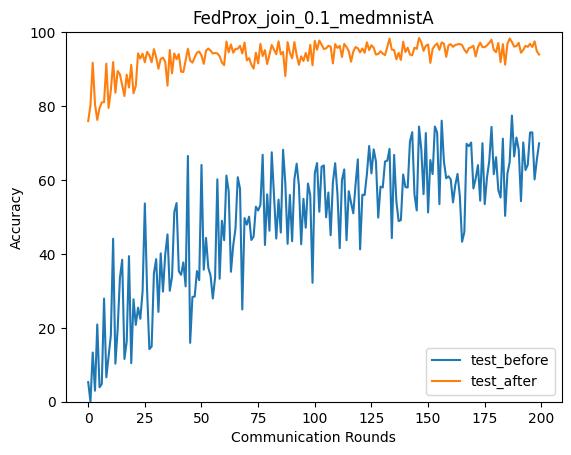 FedProx_join_0.1_medmnistA
100
80
60
40
20
0
Accuracy
0 25 50 75 100 125 150 175 200
Communication Rounds
test_before
test_after